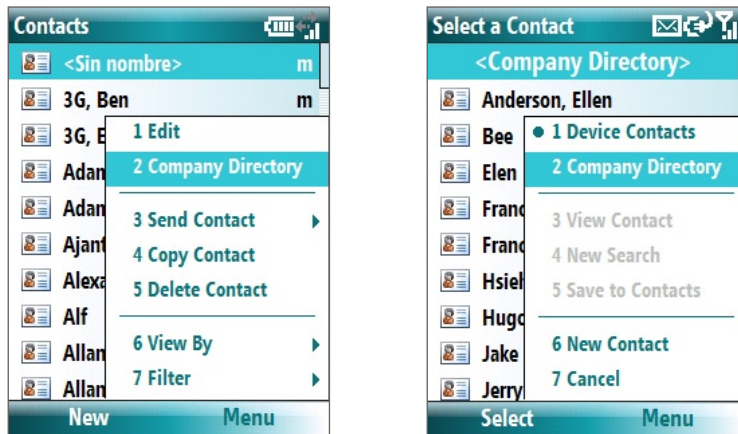 Contacts
<Sin nombre> m
3G, Ben m
3G, E
Adan
Adan
Ajant
Alexa
Alf
Allan
Allan
1 Edit
2 Company Directory
3 Send Contact
4 Copy Contact
5 Delete Contact
6 View By
7 Filter
New Menu
Select a Contact
<Company Directory>
Anderson, Ellen
Bee
Elen
Franc
Franc
Hsieh
Hugo
Jake
Jerry
1 Device Contacts
2 Company Directory
3 View Contact
4 New Search
5 Save to Contacts
6 New Contact
7 Cancel
Select Menu